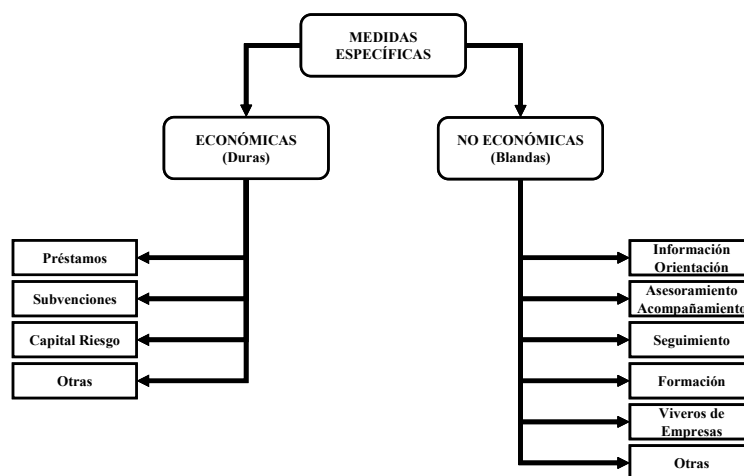 MEDIDAS
ESPECÍFICAS
ECONÓMICAS
(Duras)
NO ECONÓMICAS
(Blandas)
Préstamos
Subvenciones
Capital Riesgo
Otras
Información
Orientación
Asesoramiento
Acompañamiento
Seguimiento
Formación
Viveros de
Empresas
Otras